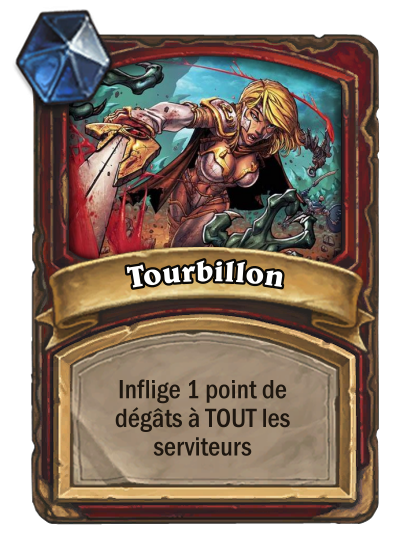 Tourbillon
Inflige 1 point de
dégâts à TOUT les
serviteurs